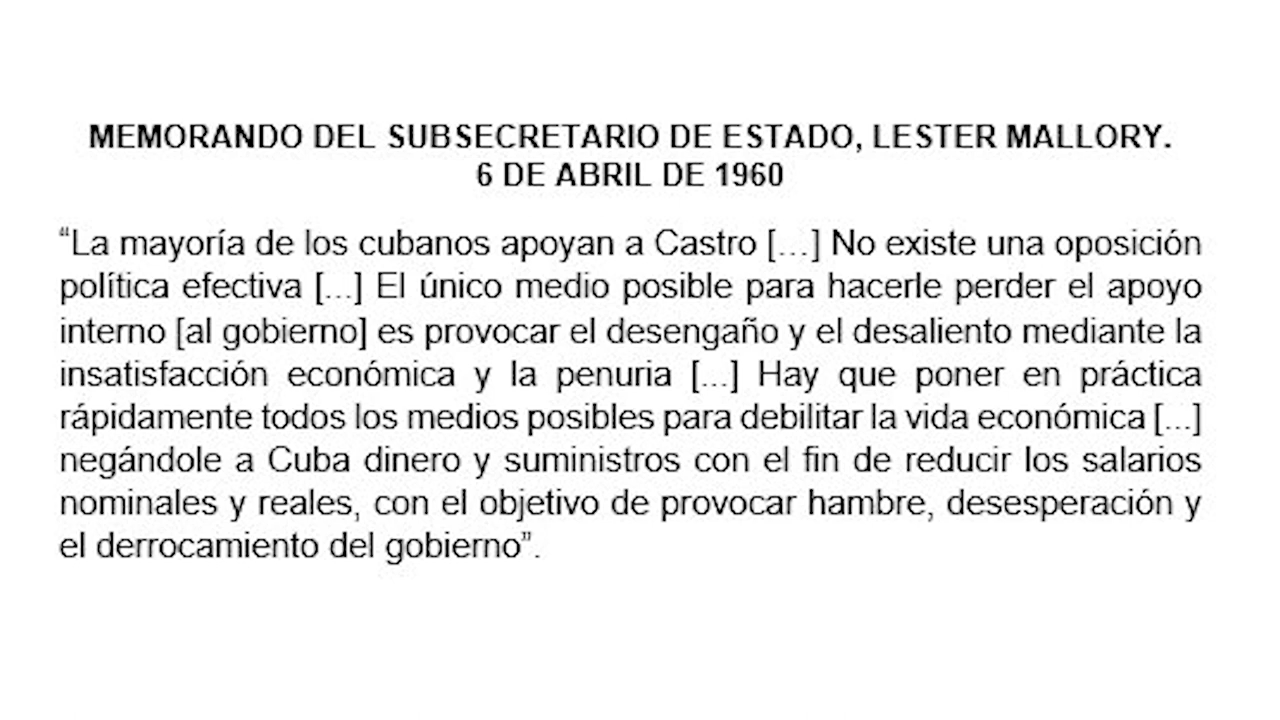 MEMORANDO DEL SUBSECRETARIO DE ESTADO, LESTER MALLORY.
6 DE ABRIL DE 1960
“La mayoría de los cubanos apoyan a Castro [...] No existe una oposición
política efectiva [...] El único medio posible para hacerle perder el apoyo
interno [al gobierno] es provocar el desengaño y el desaliento mediante la
insatisfacción económica y la penuria [...] Hay que poner en práctica
rápidamente todos los medios posibles para debilitar la vida económica [...]
negándole a Cuba dinero y suministros con el fin de reducir los salarios
nominales y reales, con el objetivo de provocar hambre, desesperación y
el derrocamiento del gobierno”.